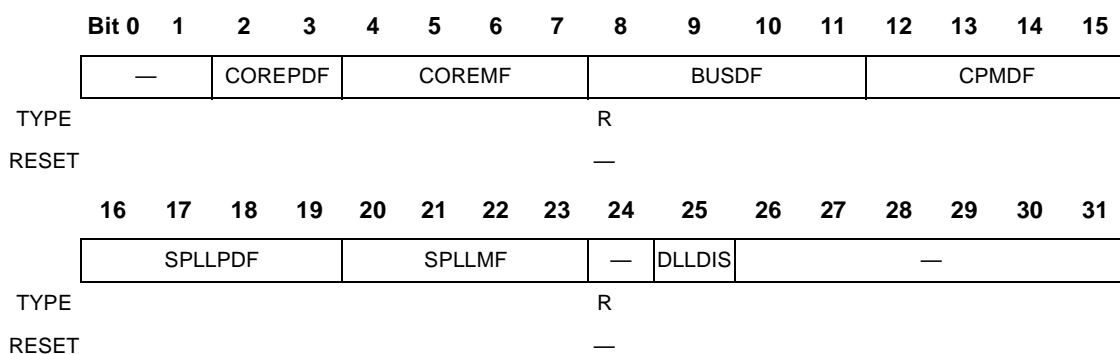 Bit 0 1 2 3 4 5 6 7 8 9 10 11 12 13 14 15
— COREPDF COREMF BUSDF CPMDF
TYPE R
RESET —
16 17 18 19 20 21 22 23 24 25 26 27 28 29 30 31
SPLLPDF SPLLMF — DLLDIS —
TYPE R
RESET —